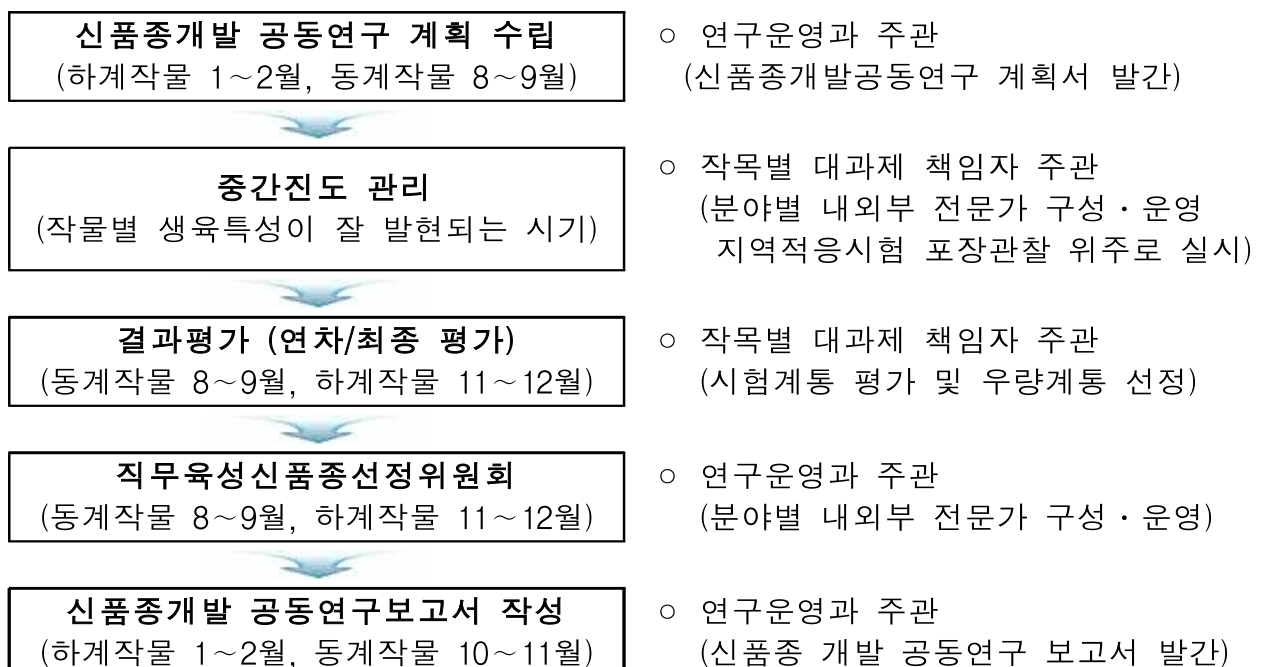 신품종개발 공동연구 계획 수립
(하계작물 1~2월, 동계작물 8~9월)
○ 연구운영과 주관
(신품종개발공동연구 계획서 발간)
중간진도 관리
(작물별 생육특성이 잘 발현되는 시기)
○ 작목별 대과제 책임자 주관
(분야별 내외부 전문가 구성·운영
지역적응시험 포장관찰 위주로 실시)
결과평가 (연차/최종 평가)
(동계작물 8~9월, 하계작물 11~12월)
○ 작목별 대과제 책임자 주관
(시험계통 평가 및 우량계통 선정)
직무육성신품종선정위원회
(동계작물 8~9월, 하계작물 11~12월)
○ 연구운영과 주관
(분야별 내외부 전문가 구성·운영)
신품종개발 공동연구보고서 작성
(하계작물 1~2월, 동계작물 10~11월)
○ 연구운영과 주관
(신품종 개발 공동연구 보고서 발간)